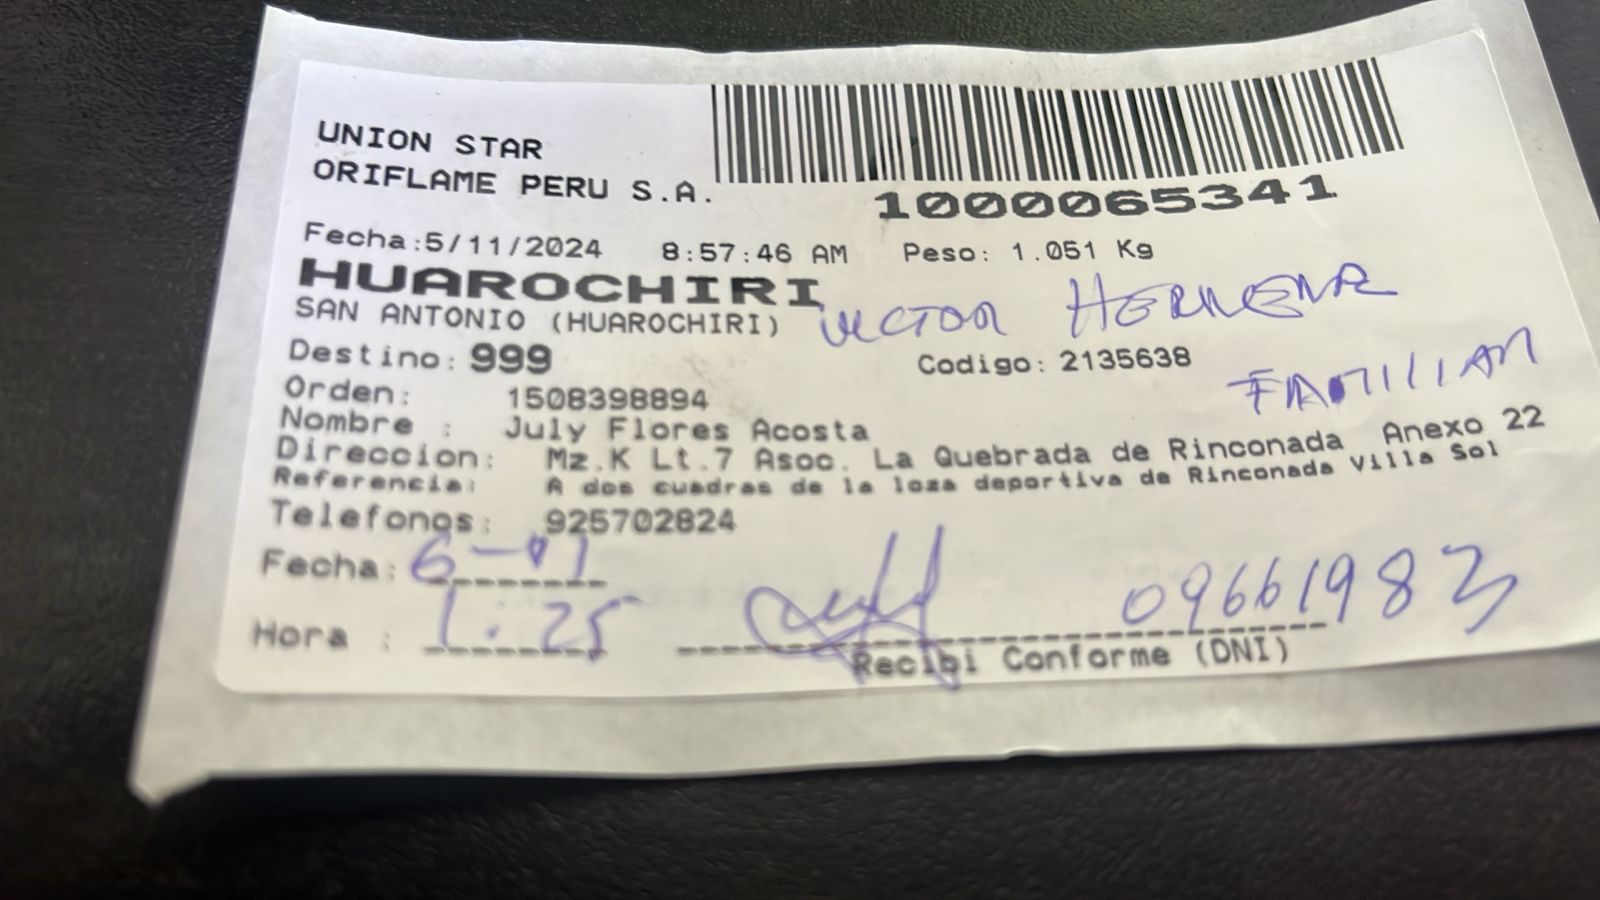 UNION STAR
ORIFLAME PERU S.A.
1000065341
Fecha:5/11/2024 8:57:46 AM Peso: 1.051 Kg
HUAROCHIRI
SAN ANTONIO (HUAROCHIRI) VICTOR HERRERA
Destino: 999 Codigo: 2135638
FAMILIAR
Orden: 1508398894
Nombre : July Flores Acosta
Direccion: Mz.K Lt.7 Asoc. La Quebrada de Rinconada Anexo 22
Referencia: A dos cuadras de la loza deportiva de Rinconada Villa Sol
Telefonos: 925702824
Fecha: 6-11
Hora : 1:25 09661983
Recibi Conforme (DNI)